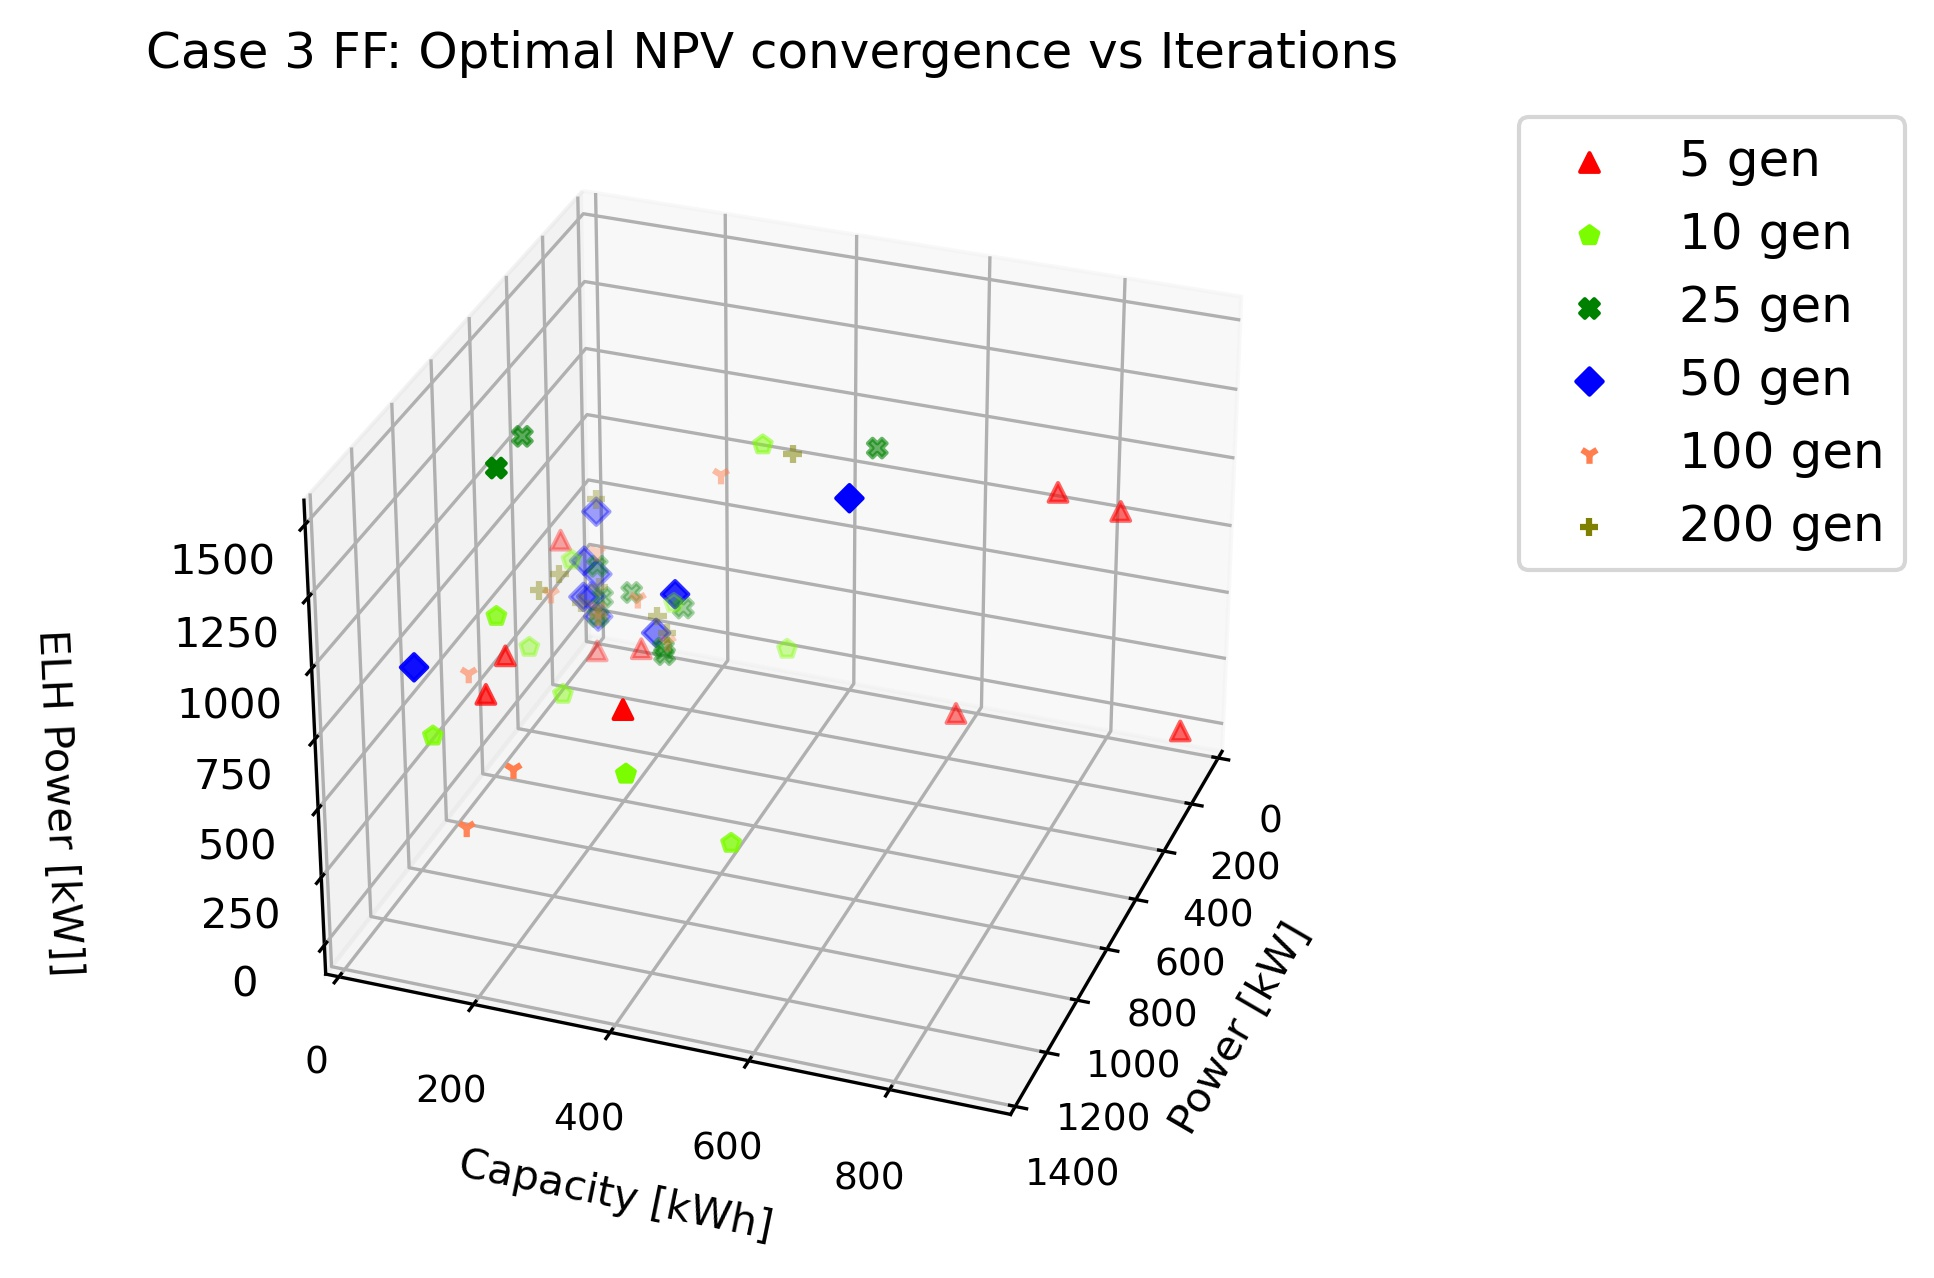 Case 3 FF: Optimal NPV convergence vs Iterations
5 gen
10 gen
25 gen
50 gen
100 gen
200 gen
ELH Power [kW]]
1500
1250
1000
750
500
250
0
0
200
400
600
800
Capacity [kWh]
0
200
400
600
800
1000
1200
1400
Power [kW]